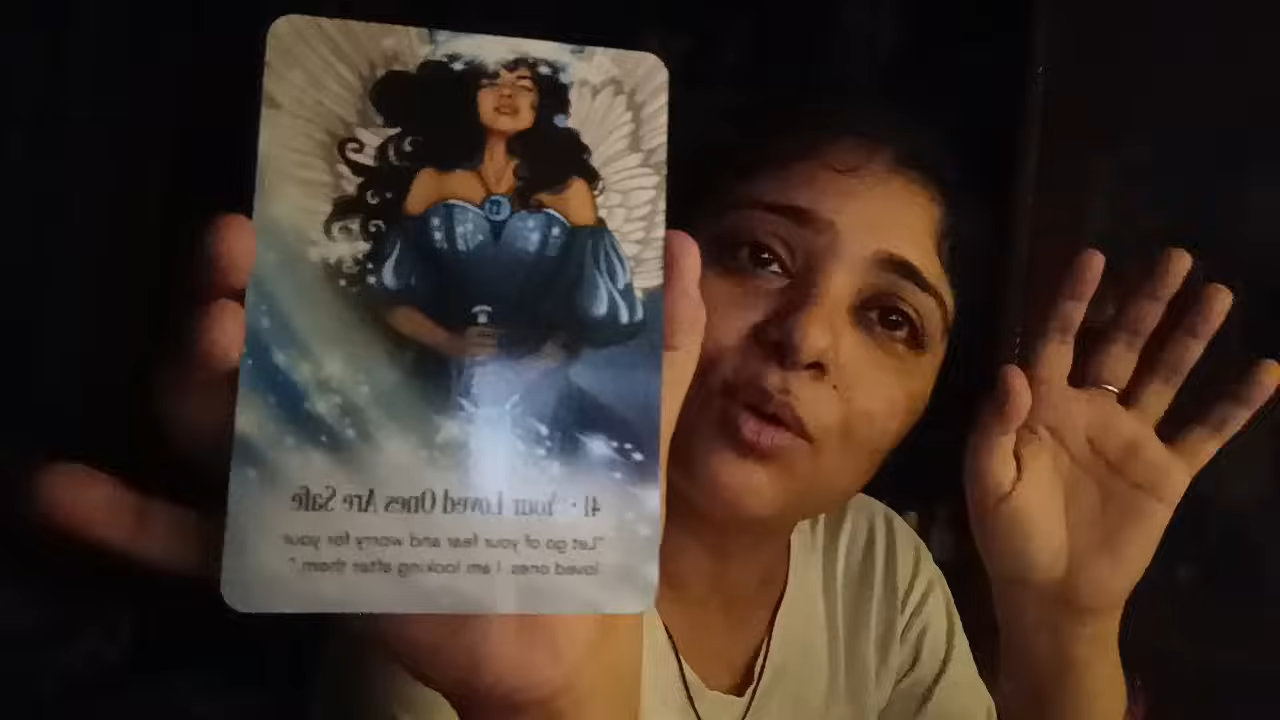 41 · Your Loved Ones Are Safe
"Let go of your fear and worry for your
loved ones. I am looking after them."